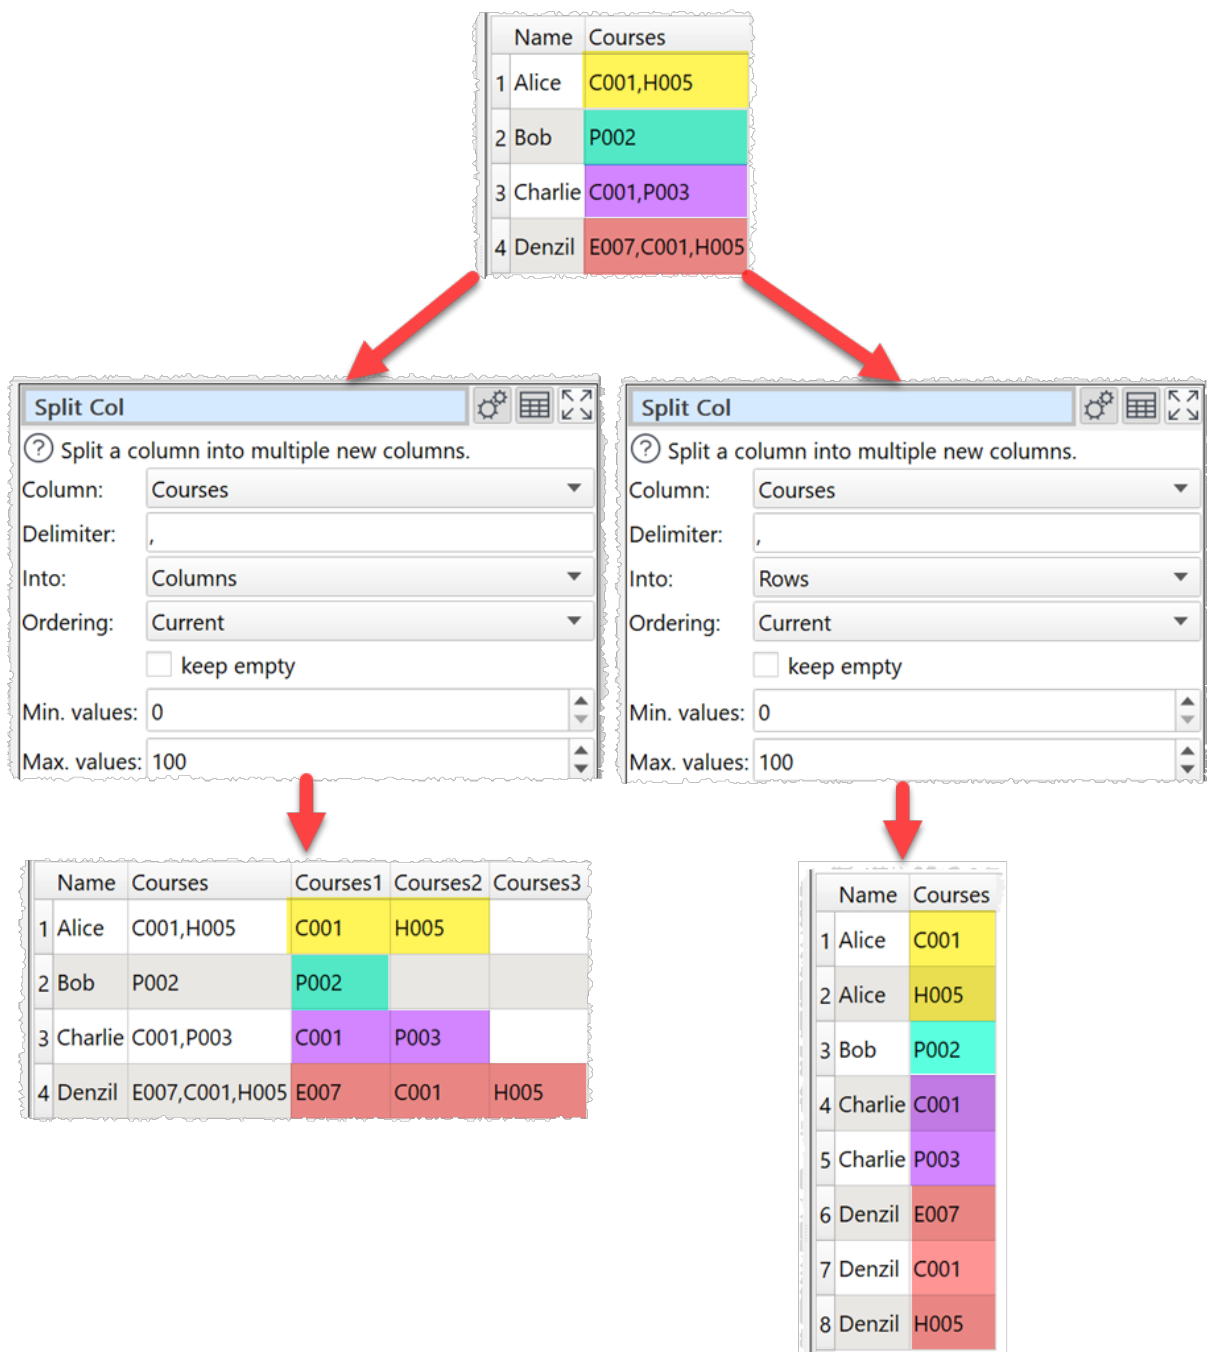 Name Courses
1 Alice C001,H005
2 Bob P002
3 Charlie C001,P003
4 Denzil E007,C001,H005
Split Col
? Split a column into multiple new columns.
Column: Courses
Delimiter: ,
Into: Columns
Ordering: Current
keep empty
Min. values: 0
Max. values: 100
Split Col
? Split a column into multiple new columns.
Column: Courses
Delimiter: ,
Into: Rows
Ordering: Current
keep empty
Min. values: 0
Max. values: 100
Name Courses Courses1 Courses2 Courses3
1 Alice C001,H005 C001 H005
2 Bob P002 P002
3 Charlie C001,P003 C001 P003
4 Denzil E007,C001,H005 E007 C001 H005
Name Courses
1 Alice C001
2 Alice H005
3 Bob P002
4 Charlie C001
5 Charlie P003
6 Denzil E007
7 Denzil C001
8 Denzil H005